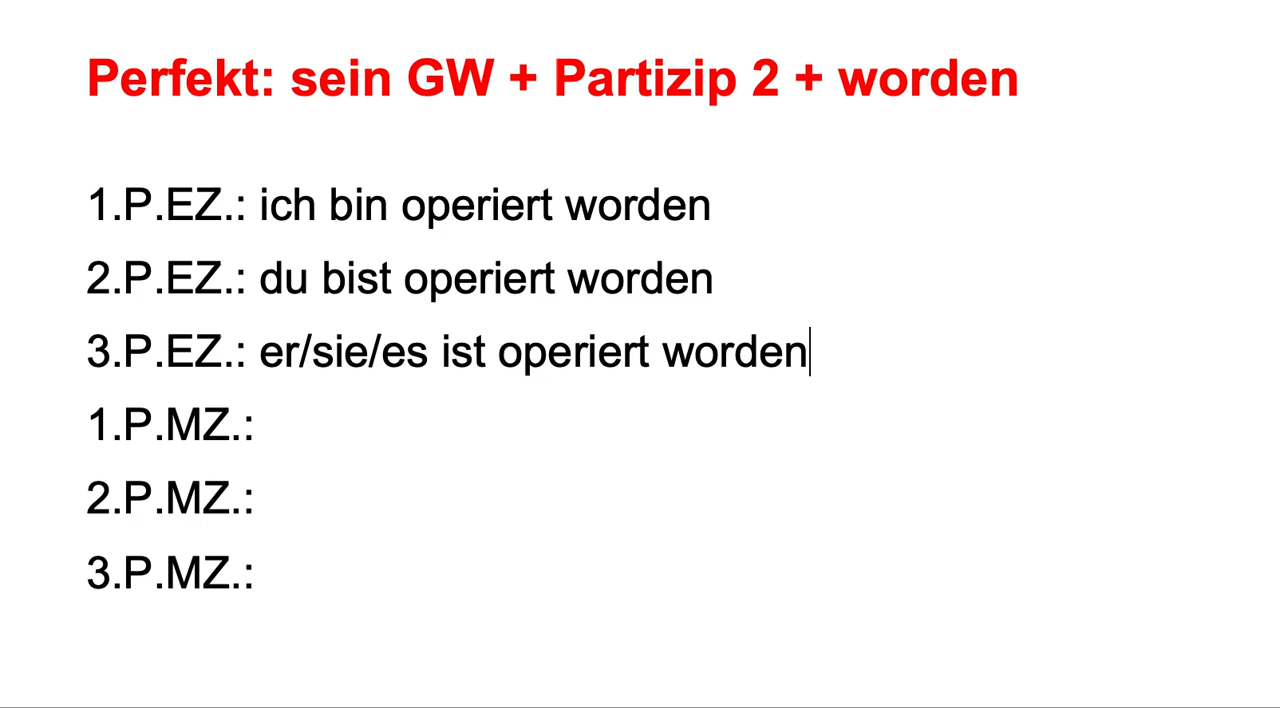 Perfekt: sein GW + Partizip 2 + worden
1.P.EZ.: ich bin operiert worden
2.P.EZ.: du bist operiert worden
3.P.EZ.: er/sie/es ist operiert worden
1.P.MZ.:
2.P.MZ.:
3.P.MZ.: